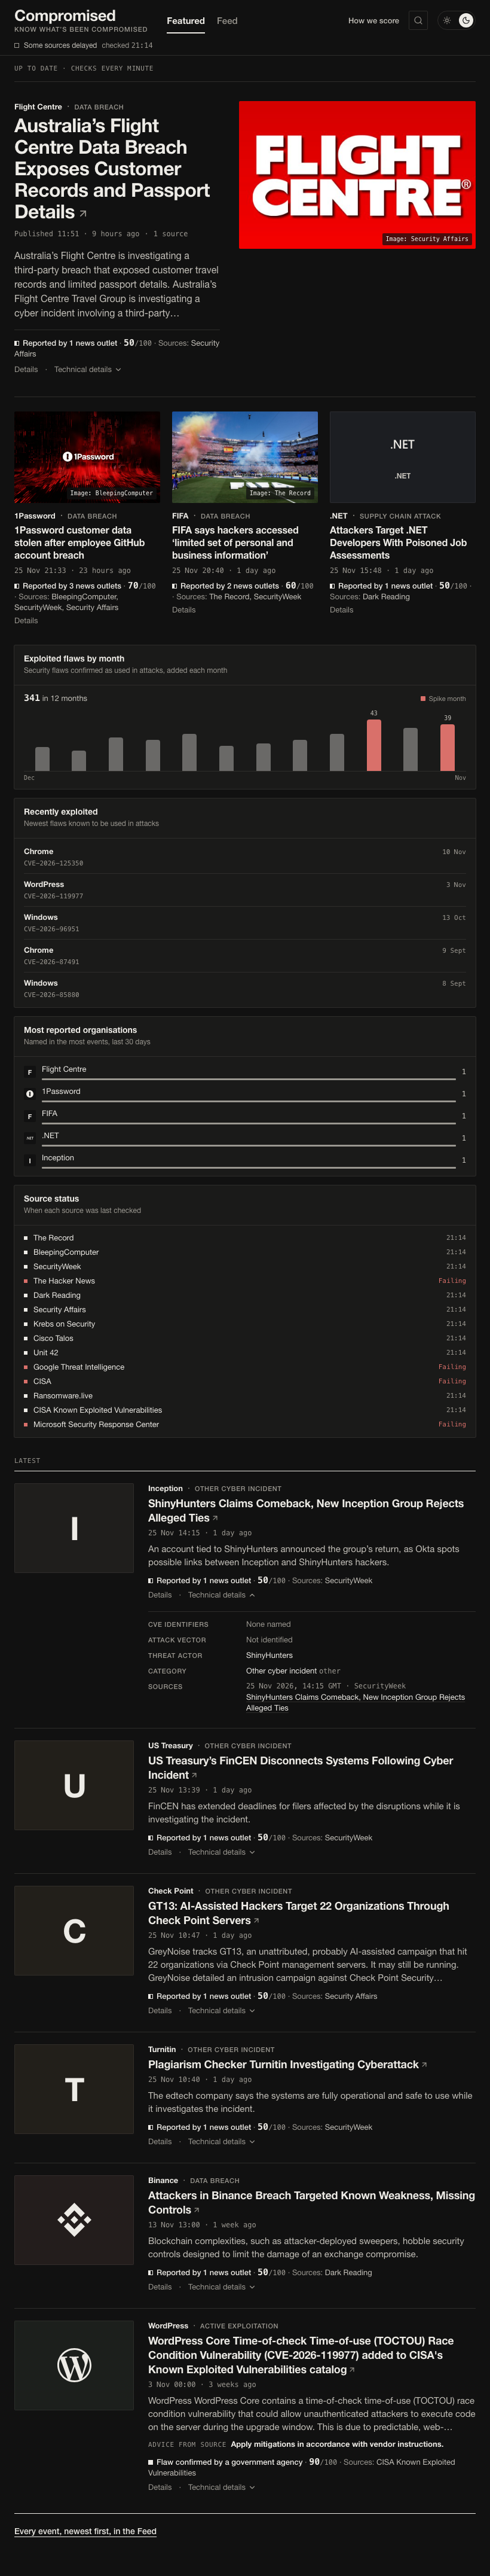 Compromised
KNOW WHAT'S BEEN COMPROMISED
Featured
Feed
How we score
Some sources delayed checked 21:14
UP TO DATE · CHECKS EVERY MINUTE
Flight Centre · DATA BREACH
Australia’s Flight
Centre Data Breach
Exposes Customer
Records and Passport
Details
Published 11:51 · 9 hours ago · 1 source
Australia’s Flight Centre is investigating a
third-party breach that exposed customer travel
records and limited passport details. Australia’s
Flight Centre Travel Group is investigating a
cyber incident involving a third-party…
Reported by 1 news outlet · 50/100 · Sources: Security
Affairs
Details · Technical details
FLIGHT
CENTRE®
Image: Security Affairs
1Password
Image: BleepingComputer
1Password · DATA BREACH
1Password customer data
stolen after employee GitHub
account breach
25 Nov 21:33 · 23 hours ago
Reported by 3 news outlets · 70/100
· Sources: BleepingComputer,
SecurityWeek, Security Affairs
Details
Image: The Record
FIFA · DATA BREACH
FIFA says hackers accessed
‘limited set of personal and
business information’
25 Nov 20:40 · 1 day ago
Reported by 2 news outlets · 60/100
· Sources: The Record, SecurityWeek
Details
.NET
.NET
.NET · SUPPLY CHAIN ATTACK
Attackers Target .NET
Developers With Poisoned Job
Assessments
25 Nov 15:48 · 1 day ago
Reported by 1 news outlet · 50/100 ·
Sources: Dark Reading
Details
Exploited flaws by month
Security flaws confirmed as used in attacks, added each month
341 in 12 months
Spike month
43
39
Dec
Nov
Recently exploited
Newest flaws known to be used in attacks
Chrome
10 Nov
CVE-2026-125350
WordPress
3 Nov
CVE-2026-119977
Windows
13 Oct
CVE-2026-96951
Chrome
9 Sept
CVE-2026-87491
Windows
8 Sept
CVE-2026-85880
Most reported organisations
Named in the most events, last 30 days
F Flight Centre 1
1Password 1
F FIFA 1
.NET .NET 1
I Inception 1
Source status
When each source was last checked
The Record 21:14
BleepingComputer 21:14
SecurityWeek 21:14
The Hacker News Failing
Dark Reading 21:14
Security Affairs 21:14
Krebs on Security 21:14
Cisco Talos 21:14
Unit 42 21:14
Google Threat Intelligence Failing
CISA Failing
Ransomware.live 21:14
CISA Known Exploited Vulnerabilities 21:14
Microsoft Security Response Center Failing
LATEST
I
Inception · OTHER CYBER INCIDENT
ShinyHunters Claims Comeback, New Inception Group Rejects
Alleged Ties
25 Nov 14:15 · 1 day ago
An account tied to ShinyHunters announced the group’s return, as Okta spots
possible links between Inception and ShinyHunters hackers.
Reported by 1 news outlet · 50/100 · Sources: SecurityWeek
Details · Technical details
CVE IDENTIFIERS None named
ATTACK VECTOR Not identified
THREAT ACTOR ShinyHunters
CATEGORY Other cyber incident other
SOURCES 25 Nov 2026, 14:15 GMT · SecurityWeek
ShinyHunters Claims Comeback, New Inception Group Rejects
Alleged Ties
U
US Treasury · OTHER CYBER INCIDENT
US Treasury’s FinCEN Disconnects Systems Following Cyber
Incident
25 Nov 13:39 · 1 day ago
FinCEN has extended deadlines for filers affected by the disruptions while it is
investigating the incident.
Reported by 1 news outlet · 50/100 · Sources: SecurityWeek
Details · Technical details
C
Check Point · OTHER CYBER INCIDENT
GT13: AI-Assisted Hackers Target 22 Organizations Through
Check Point Servers
25 Nov 10:47 · 1 day ago
GreyNoise tracks GT13, an unattributed, probably AI-assisted campaign that hit
22 organizations via Check Point management servers. It may still be running.
GreyNoise detailed an intrusion campaign against Check Point Security…
Reported by 1 news outlet · 50/100 · Sources: Security Affairs
Details · Technical details
T
Turnitin · OTHER CYBER INCIDENT
Plagiarism Checker Turnitin Investigating Cyberattack
25 Nov 10:40 · 1 day ago
The edtech company says the systems are fully operational and safe to use while
it investigates the incident.
Reported by 1 news outlet · 50/100 · Sources: SecurityWeek
Details · Technical details
Binance · DATA BREACH
Attackers in Binance Breach Targeted Known Weakness, Missing
Controls
13 Nov 13:00 · 1 week ago
Blockchain complexities, such as attacker-deployed sweepers, hobble security
controls designed to limit the damage of an exchange compromise.
Reported by 1 news outlet · 50/100 · Sources: Dark Reading
Details · Technical details
WordPress · ACTIVE EXPLOITATION
WordPress Core Time-of-check Time-of-use (TOCTOU) Race
Condition Vulnerability (CVE-2026-119977) added to CISA's
Known Exploited Vulnerabilities catalog
3 Nov 00:00 · 3 weeks ago
WordPress WordPress Core contains a time-of-check time-of-use (TOCTOU) race
condition vulnerability that could allow unauthenticated attackers to execute code
on the server during the upgrade window. This is due to predictable, web-…
ADVICE FROM SOURCE Apply mitigations in accordance with vendor instructions.
Flaw confirmed by a government agency · 90/100 · Sources: CISA Known Exploited
Vulnerabilities
Details · Technical details
Every event, newest first, in the Feed